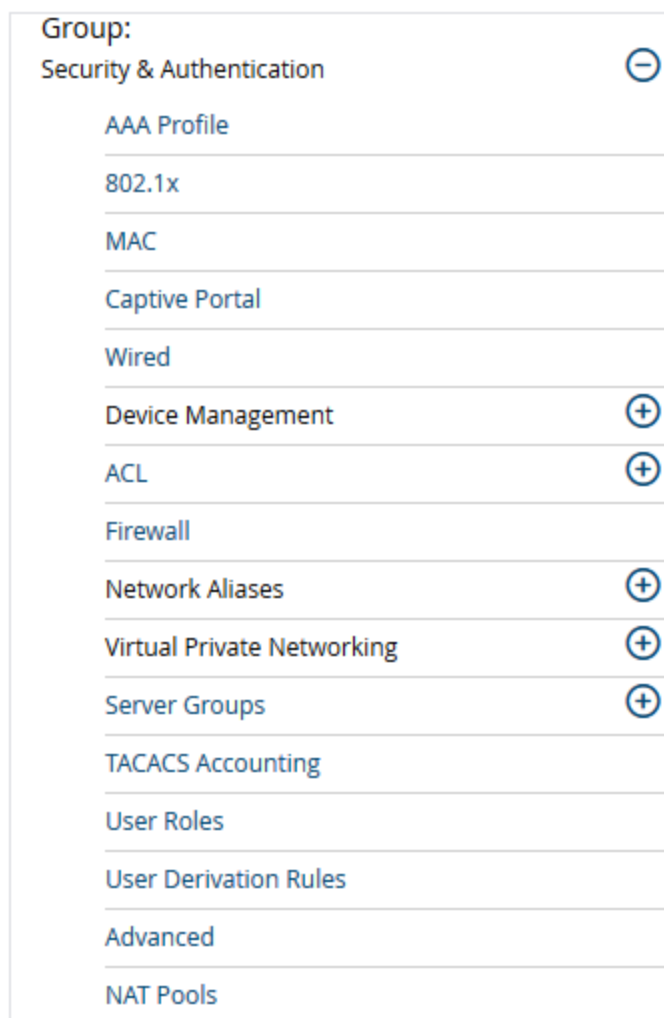 Group:
Security & Authentication
AAA Profile
802.1x
MAC
Captive Portal
Wired
Device Management
ACL
Firewall
Network Aliases
Virtual Private Networking
Server Groups
TACACS Accounting
User Roles
User Derivation Rules
Advanced
NAT Pools